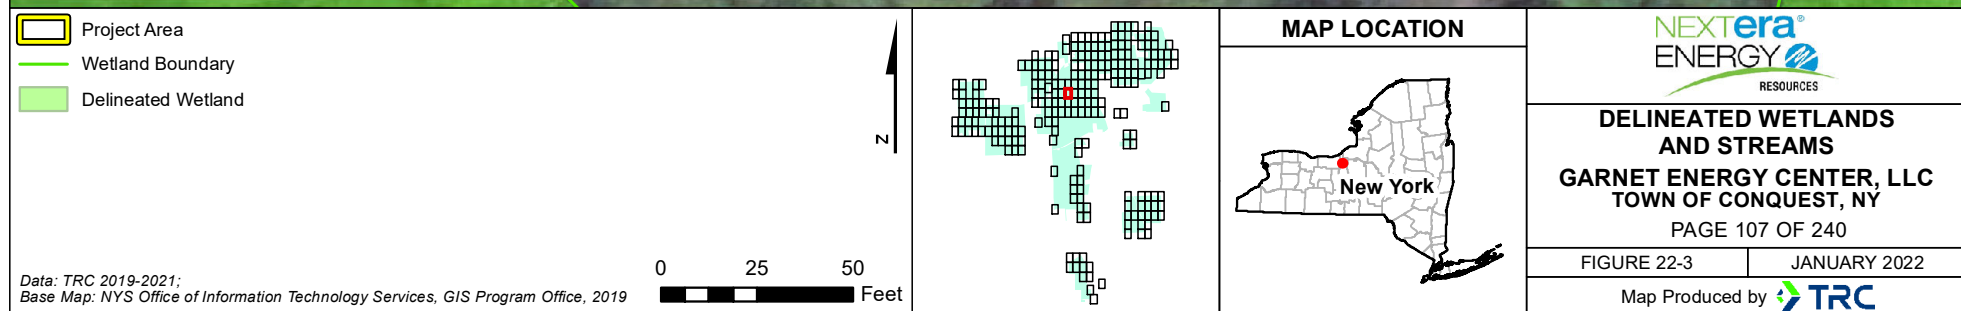 Project Area
Wetland Boundary
Delineated Wetland
N
Data: TRC 2019-2021;
Base Map: NYS Office of Information Technology Services, GIS Program Office, 2019
0 25 50
Feet
MAP LOCATION
New York
NEXTera®
ENERGY
RESOURCES
DELINEATED WETLANDS
AND STREAMS
GARNET ENERGY CENTER, LLC
TOWN OF CONQUEST, NY
PAGE 107 OF 240
FIGURE 22-3
JANUARY 2022
Map Produced by TRC